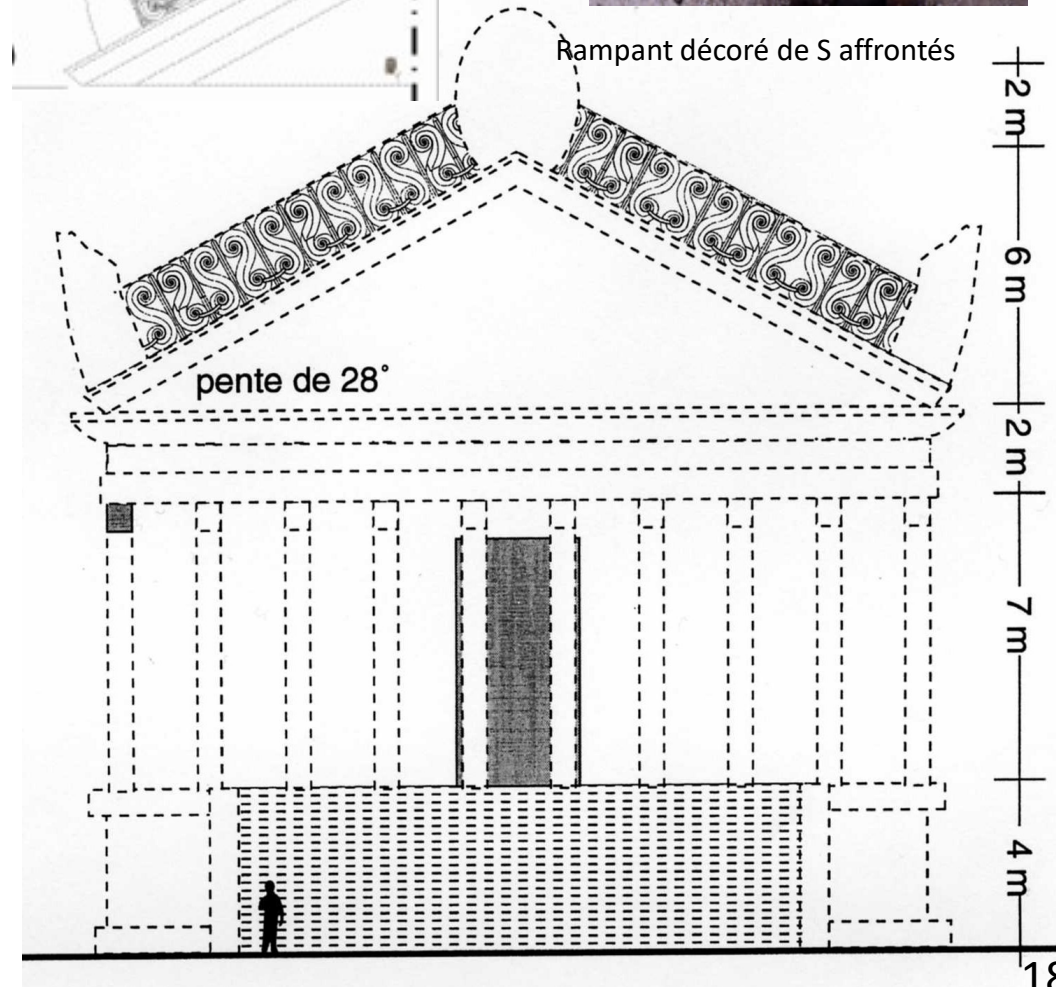 Rampant décoré de S affrontés
2 m
6 m
pente de 28°
2 m
7 m
4 m
18